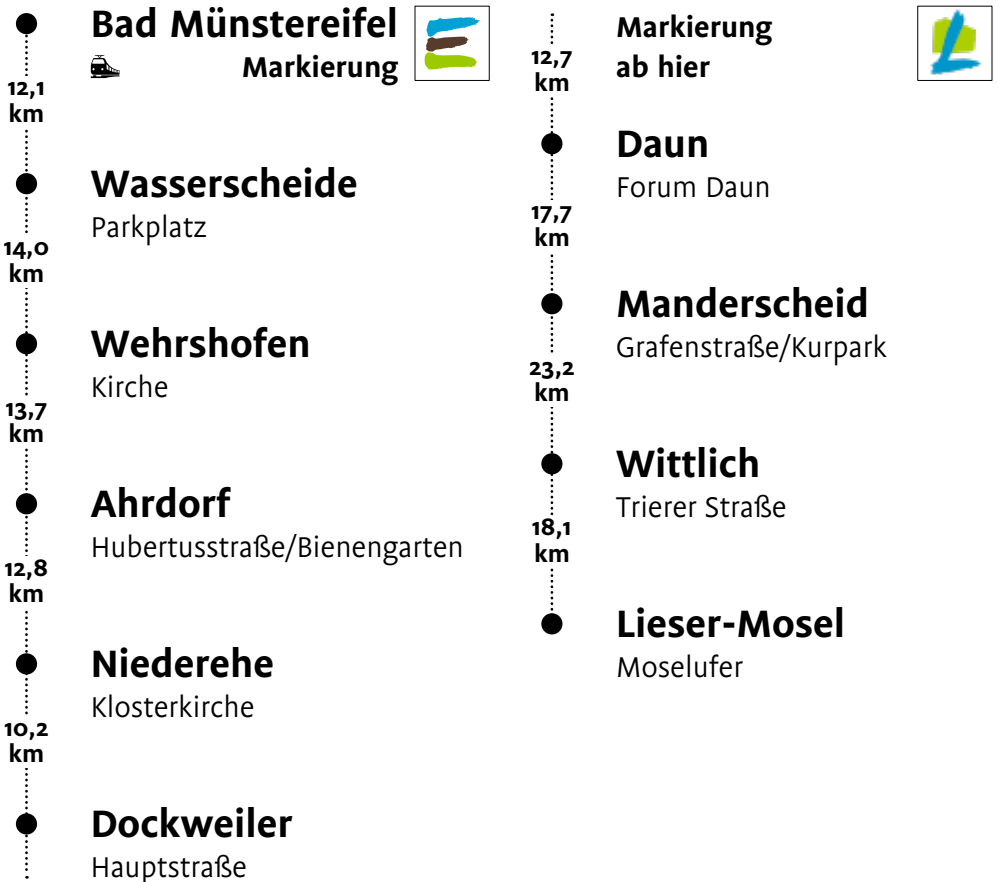 Bad Münstereifel
Markierung
12,1
km
Wasserscheide
Parkplatz
14,0
km
Wehrshofen
Kirche
13,7
km
Ahrdorf
Hubertusstraße/Bienengarten
12,8
km
Niederehe
Klosterkirche
10,2
km
Dockweiler
Hauptstraße
Markierung
ab hier
12,7
km
Daun
Forum Daun
17,7
km
Manderscheid
Grafenstraße/Kurpark
23,2
km
Wittlich
Trierer Straße
18,1
km
Lieser-Mosel
Moselufer